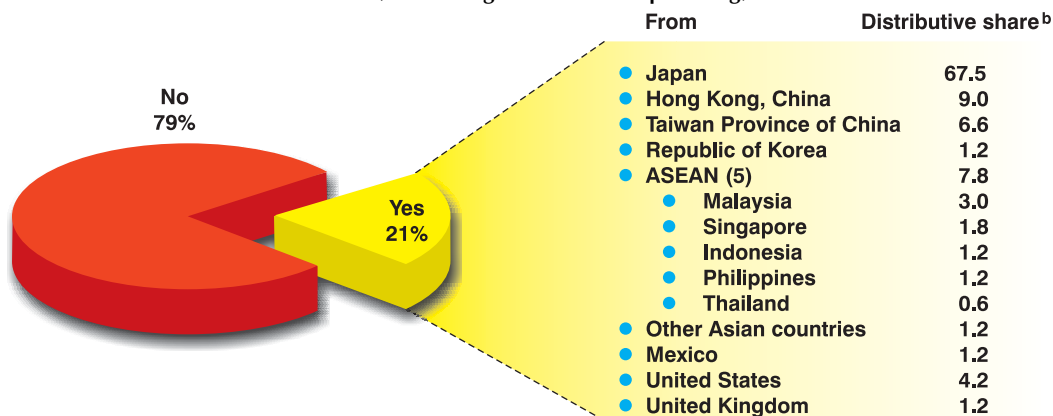 From Distributive share b
No
79%
Yes
21%
Japan 67.5
Hong Kong, China 9.0
Taiwan Province of China 6.6
Republic of Korea 1.2
ASEAN (5) 7.8
Malaysia 3.0
Singapore 1.8
Indonesia 1.2
Philippines 1.2
Thailand 0.6
Other Asian countries 1.2
Mexico 1.2
United States 4.2
United Kingdom 1.2